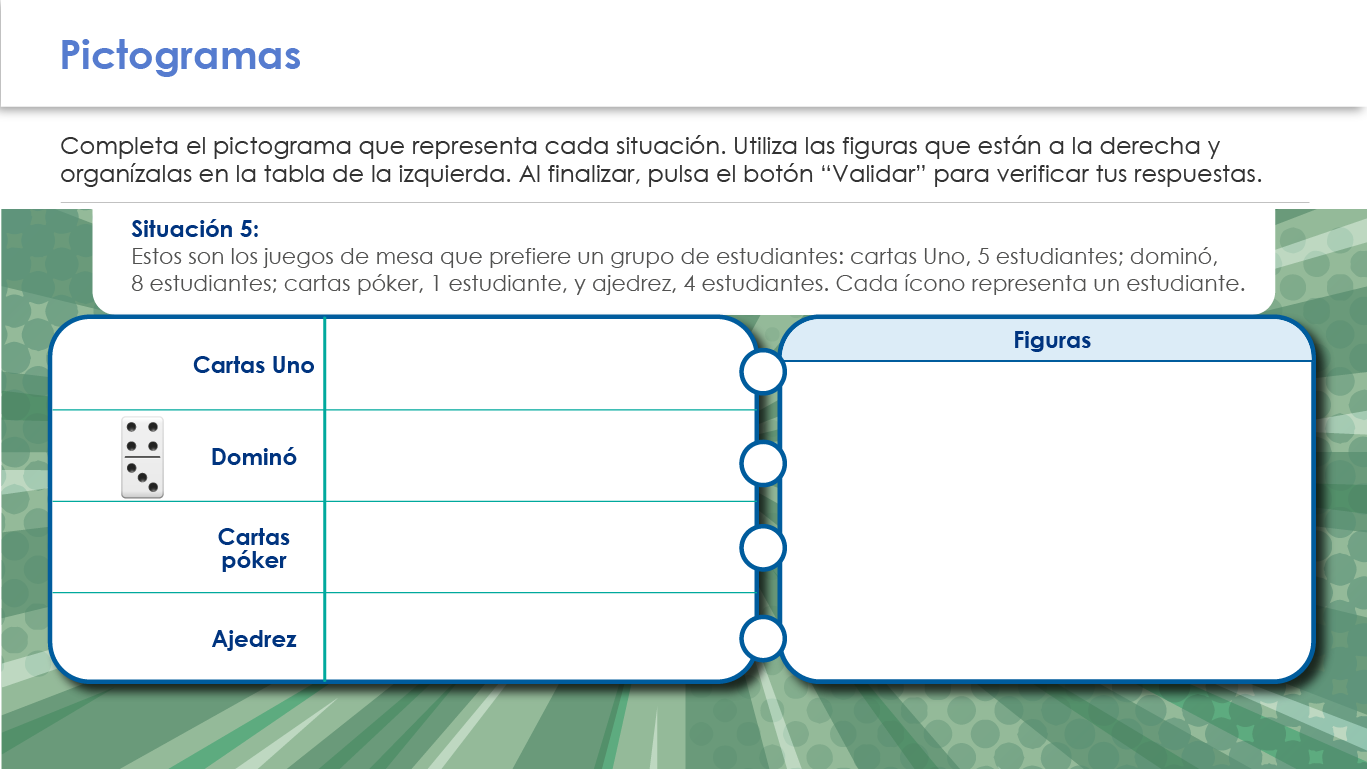 Pictogramas
Completa el pictograma que representa cada situación. Utiliza las figuras que están a la derecha y
organízalas en la tabla de la izquierda. Al finalizar, pulsa el botón “Validar” para verificar tus respuestas.
Situación 5:
Estos son los juegos de mesa que prefiere un grupo de estudiantes: cartas Uno, 5 estudiantes; dominó,
8 estudiantes; cartas póker, 1 estudiante, y ajedrez, 4 estudiantes. Cada ícono representa un estudiante.
Cartas Uno
Dominó
Cartas
póker
Ajedrez
Figuras